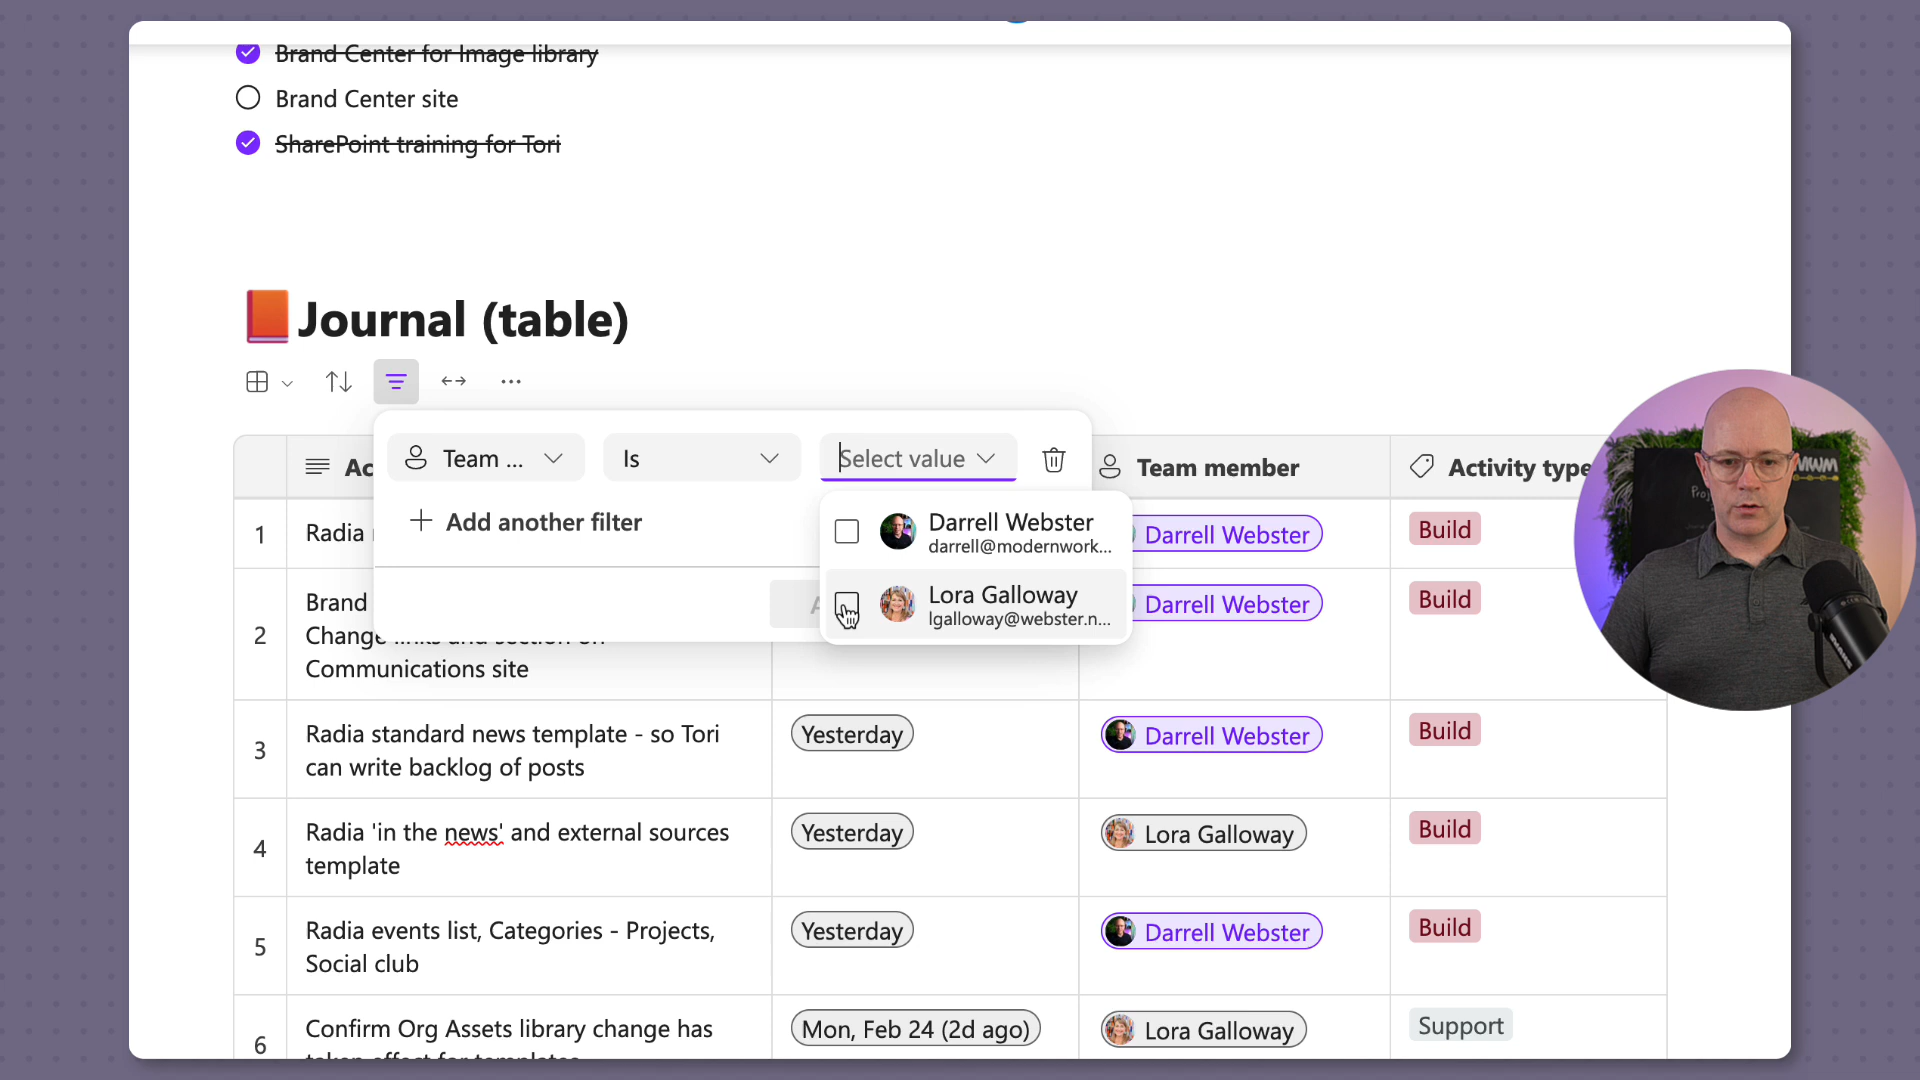 Brand Center for Image library
Brand Center site
SharePoint training for Tori
Journal (table)
Team ...
Is
Select value
Add another filter
Darrell Webster
darrell@modernwork...
Lora Galloway
lgalloway@webster.n...
Team member
Activity type
1
Radia
Darrell Webster
Build
2
Brand
Communications site
Darrell Webster
Build
3
Radia standard news template - so Tori
can write backlog of posts
Yesterday
Darrell Webster
Build
4
Radia 'in the news' and external sources
template
Yesterday
Lora Galloway
Build
5
Radia events list, Categories - Projects,
Social club
Yesterday
Darrell Webster
Build
6
Confirm Org Assets library change has
Mon, Feb 24 (2d ago)
Lora Galloway
Support
MWM